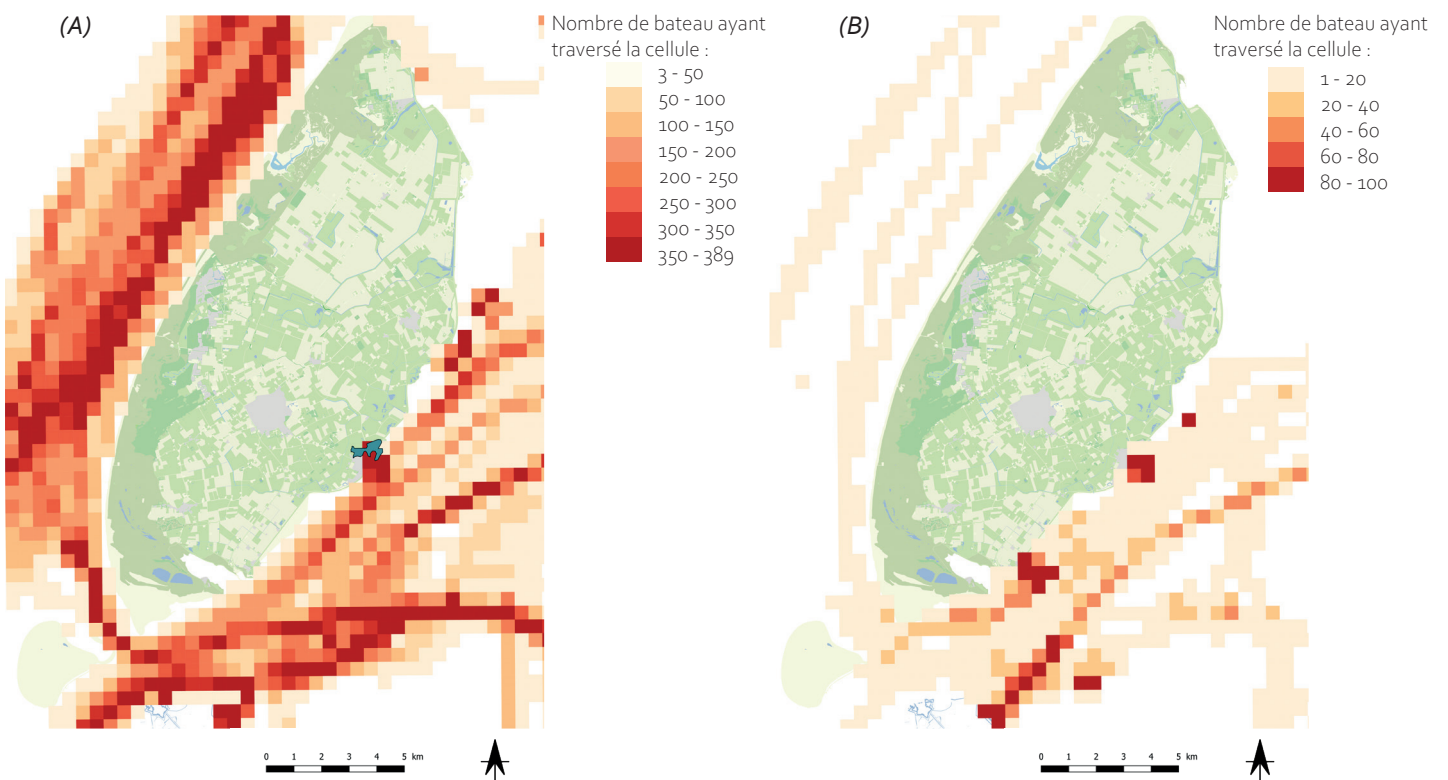 (A)
Nombre de bateau ayant
traversé la cellule :
3 - 50
50 - 100
100 - 150
150 - 200
200 - 250
250 - 300
300 - 350
350 - 389
0 1 2 3 4 5 km
(B)
Nombre de bateau ayant
traversé la cellule :
1 - 20
20 - 40
40 - 60
60 - 80
80 - 100
0 1 2 3 4 5 km